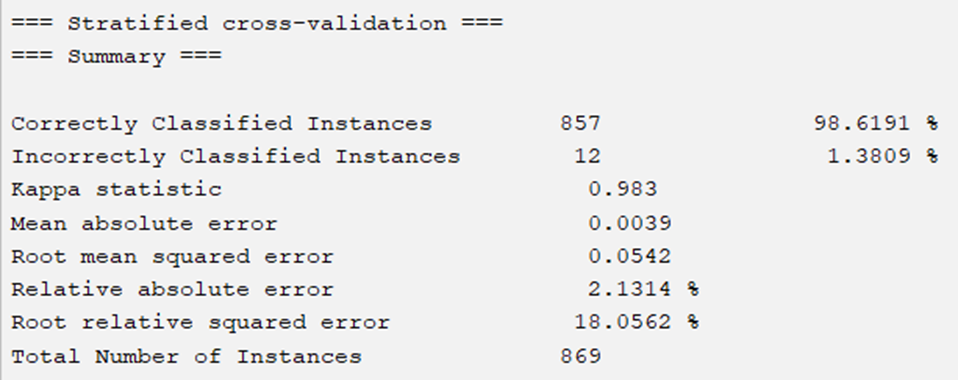 === Stratified cross-validation ===
=== Summary ===
Correctly Classified Instances 857 98.6191 %
Incorrectly Classified Instances 12 1.3809 %
Kappa statistic 0.983
Mean absolute error 0.0039
Root mean squared error 0.0542
Relative absolute error 2.1314 %
Root relative squared error 18.0562 %
Total Number of Instances 869